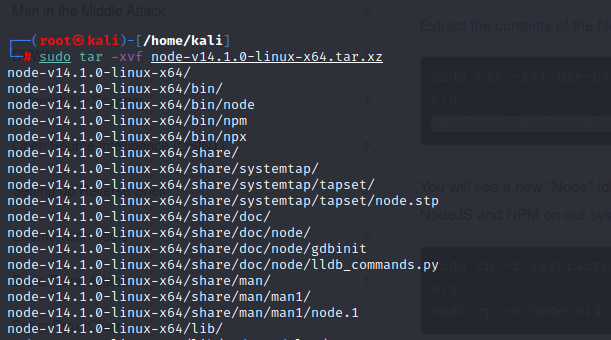 Man in the Middle Attack
Extract the contents of the file
┌──(root㉿kali)-[/home/kali]
└─# sudo tar -xvf node-v14.1.0-linux-x64.tar.xz
node-v14.1.0-linux-x64/
node-v14.1.0-linux-x64/bin/
node-v14.1.0-linux-x64/bin/node
node-v14.1.0-linux-x64/bin/npm
node-v14.1.0-linux-x64/bin/npx
node-v14.1.0-linux-x64/share/
node-v14.1.0-linux-x64/share/systemtap/
node-v14.1.0-linux-x64/share/systemtap/tapset/
node-v14.1.0-linux-x64/share/systemtap/tapset/node.stp
node-v14.1.0-linux-x64/share/doc/
node-v14.1.0-linux-x64/share/doc/node/
node-v14.1.0-linux-x64/share/doc/node/gdbinit
node-v14.1.0-linux-x64/share/doc/node/lldb_commands.py
node-v14.1.0-linux-x64/share/man/
node-v14.1.0-linux-x64/share/man/man1/
node-v14.1.0-linux-x64/share/man/man1/node.1
node-v14.1.0-linux-x64/lib/
sudo tar -xvf file-na
e.g
You will see a new "Node" fo
NodeJS and NPM on our sys
sudo cp -r
e.g
sudo cp -r node-v14.